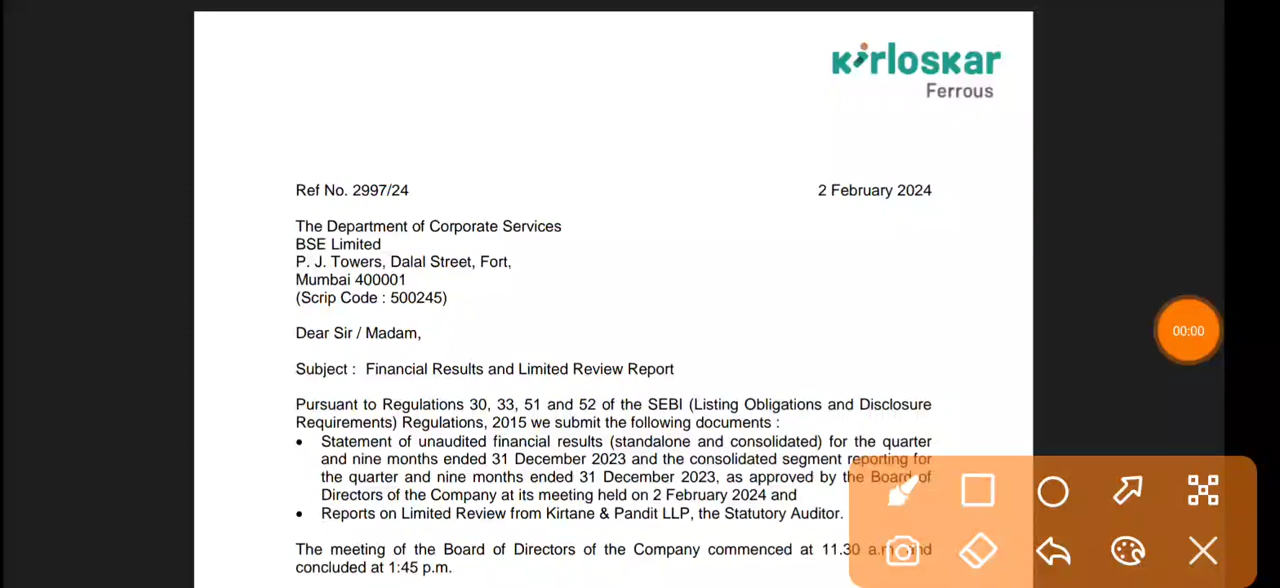 kirloskar
Ferrous
Ref No. 2997/24 2 February 2024
The Department of Corporate Services
BSE Limited
P. J. Towers, Dalal Street, Fort,
Mumbai 400001
(Scrip Code : 500245)
Dear Sir / Madam,
Subject : Financial Results and Limited Review Report
Pursuant to Regulations 30, 33, 51 and 52 of the SEBI (Listing Obligations and Disclosure
Requirements) Regulations, 2015 we submit the following documents :
• Statement of unaudited financial results (standalone and consolidated) for the quarter
and nine months ended 31 December 2023 and the consolidated segment reporting for
the quarter and nine months ended 31 December 2023, as approved by the Board of
Directors of the Company at its meeting held on 2 February 2024 and
• Reports on Limited Review from Kirtane & Pandit LLP, the Statutory Auditor.
The meeting of the Board of Directors of the Company commenced at 11.30 a.m. and
concluded at 1:45 p.m.
00:00